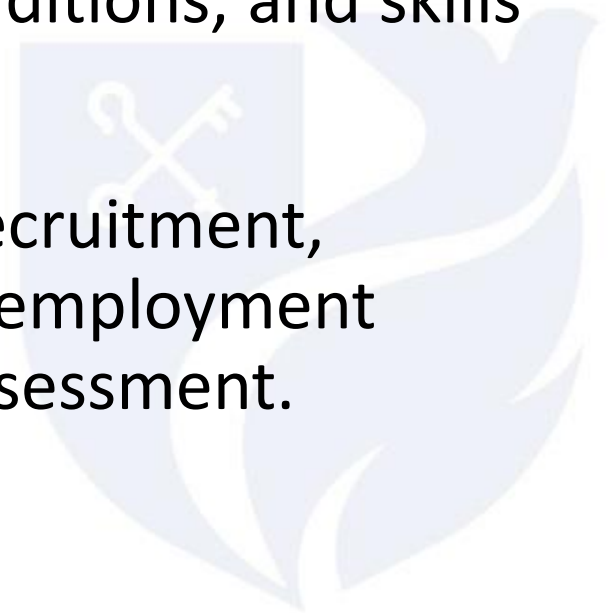 ditions, and skills
ecruitment,
employment
sessment.